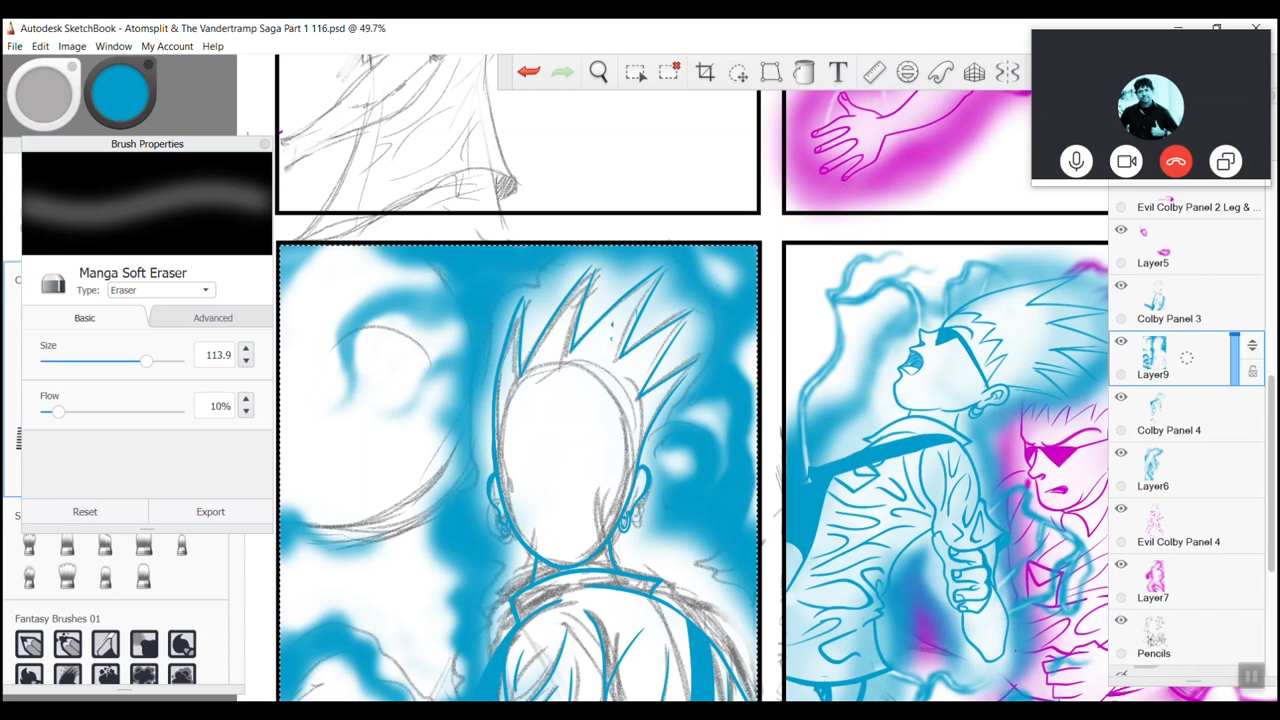 Autodesk SketchBook - Atomsplit & The Vandertramp Saga Part 1 116.psd @ 49.7%
File Edit Image Window My Account Help
T
Brush Properties
Manga Soft Eraser
Type: Eraser
Basic Advanced
Size
113.9
Flow
10%
Reset Export
Fantasy Brushes 01
Evil Colby Panel 2 Leg & ...
Layer5
Colby Panel 3
Layer9
Colby Panel 4
Layer6
Evil Colby Panel 4
Layer7
Pencils